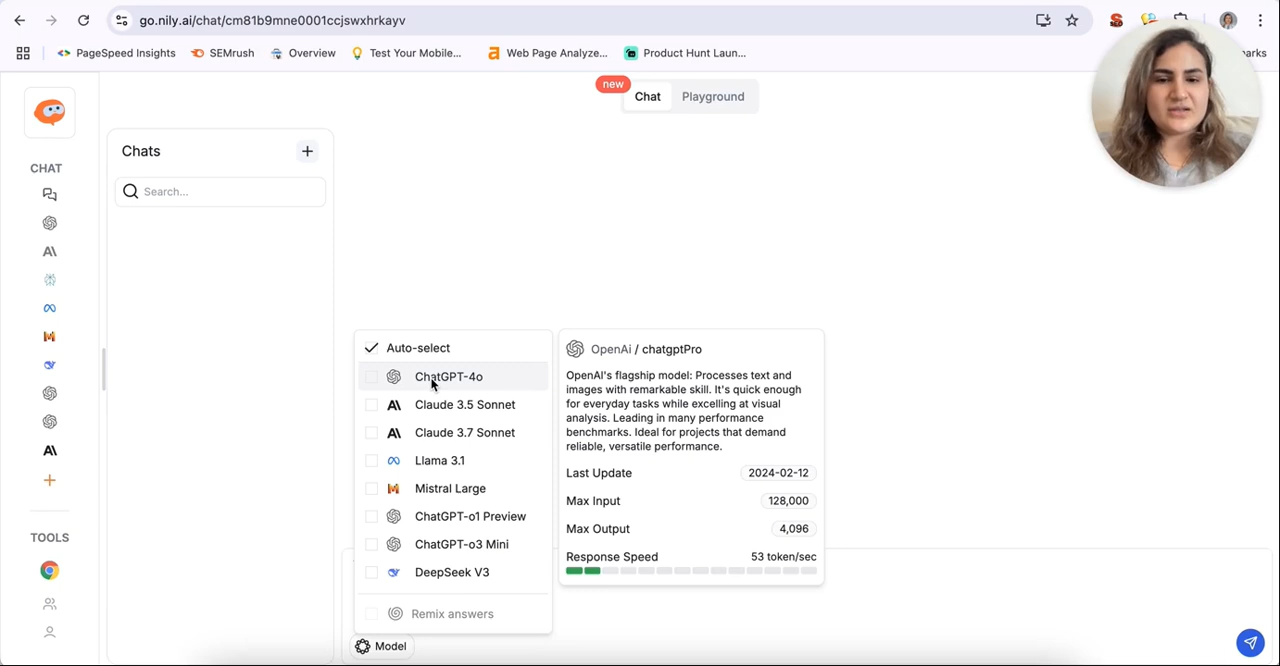 go.nily.ai/chat/cm81b9mne0001ccjswxhrkayv
PageSpeed Insights
SEMrush
Overview
Test Your Mobile...
Web Page Analyze...
Product Hunt Laun...
new
Chat
Playground
CHAT
Chats
Search...
TOOLS
Auto-select
ChatGPT-4o
Claude 3.5 Sonnet
Claude 3.7 Sonnet
Llama 3.1
Mistral Large
ChatGPT-o1 Preview
ChatGPT-o3 Mini
DeepSeek V3
Remix answers
Model
OpenAi / chatgptPro
OpenAI's flagship model: Processes text and
images with remarkable skill. It's quick enough
for everyday tasks while excelling at visual
analysis. Leading in many performance
benchmarks. Ideal for projects that demand
reliable, versatile performance.
Last Update 2024-02-12
Max Input 128,000
Max Output 4,096
Response Speed 53 token/sec